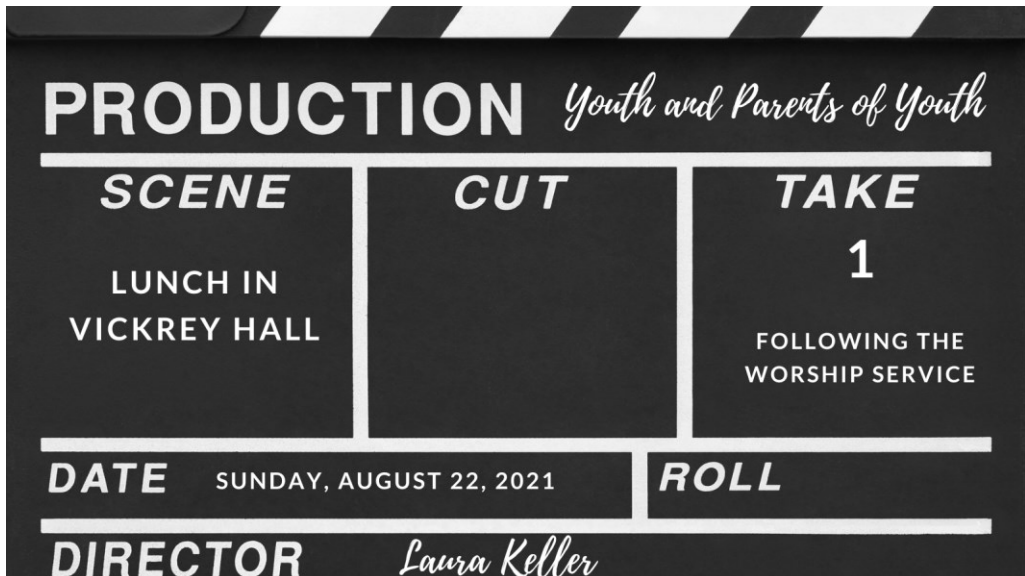 PRODUCTION Youth and Parents of Youth
SCENE
LUNCH IN
VICKREY HALL
CUT
TAKE
1
FOLLOWING THE
WORSHIP SERVICE
DATE SUNDAY, AUGUST 22, 2021
ROLL
DIRECTOR Laura Keller